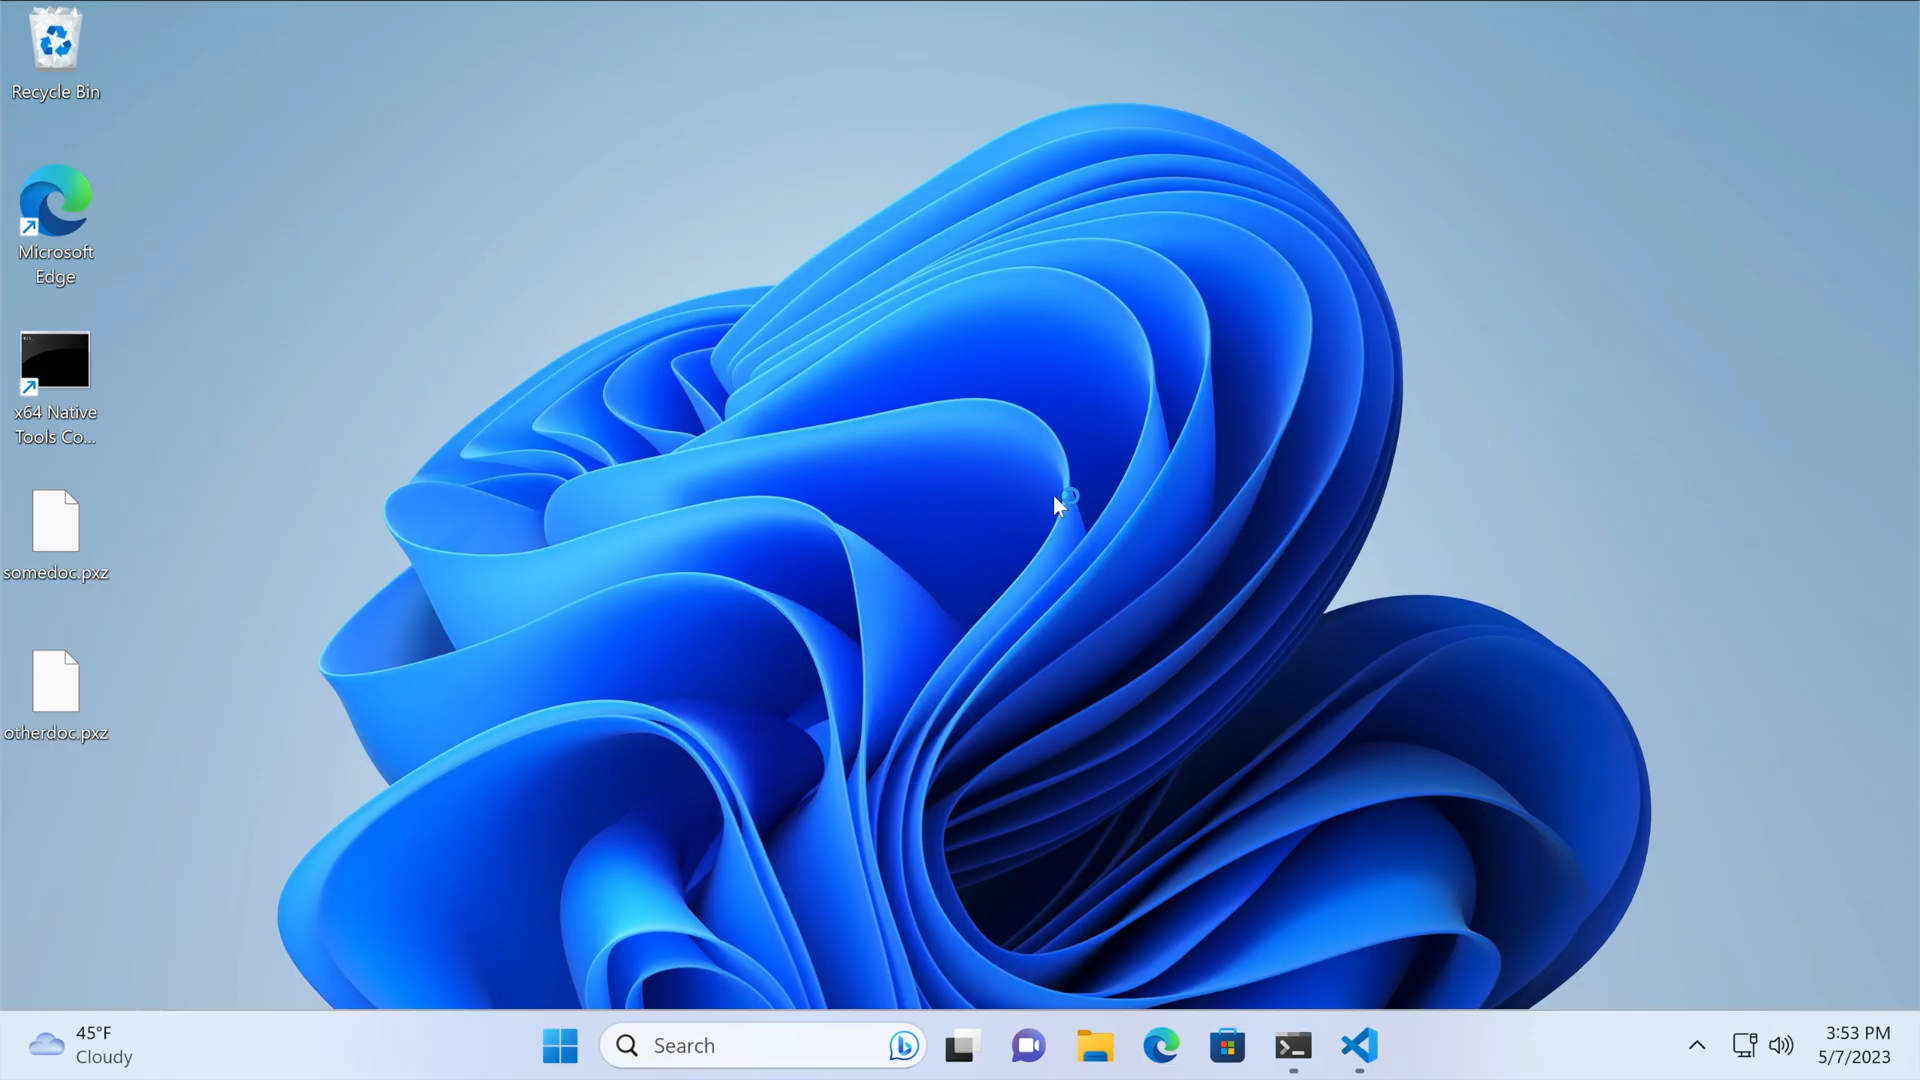 Recycle Bin
Microsoft
Edge
x64 Native
Tools Co...
somedoc.pxz
otherdoc.pxz
45°F
Cloudy
Search
3:53 PM
5/7/2023